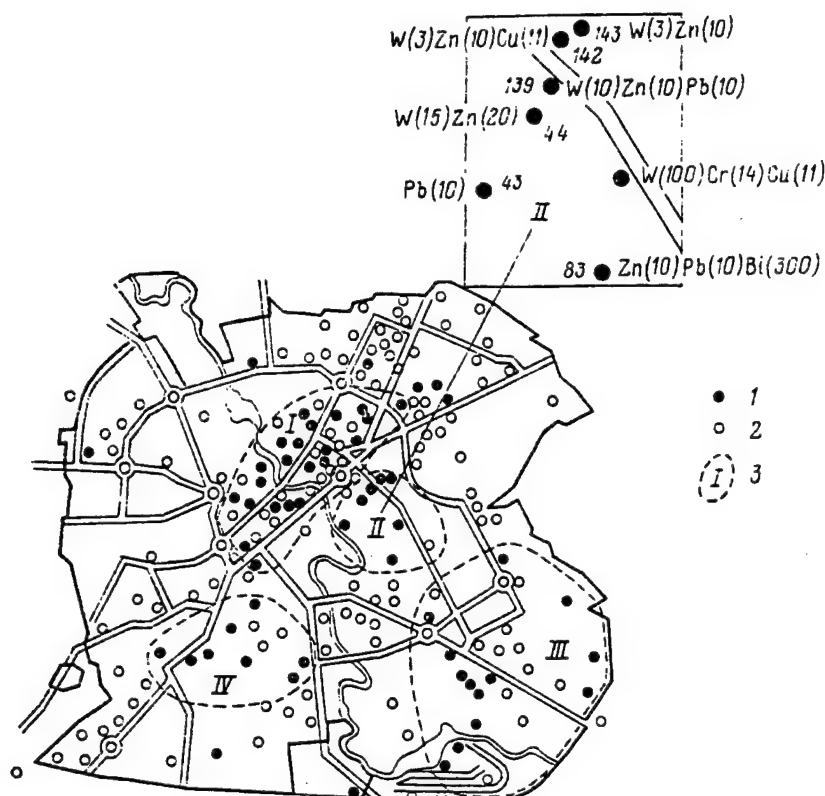 W(3)Zn(10)Cu(11) 143 W(3)Zn(10)
142
139 W(10)Zn(10)Pb(10)
W(15)Zn(20) 44
Pb(10) 43 W(100)Cr(14)Cu(11)
II
83 Zn(10)Pb(10)Bi(300)
1
2
I 3
I
II
III
IV